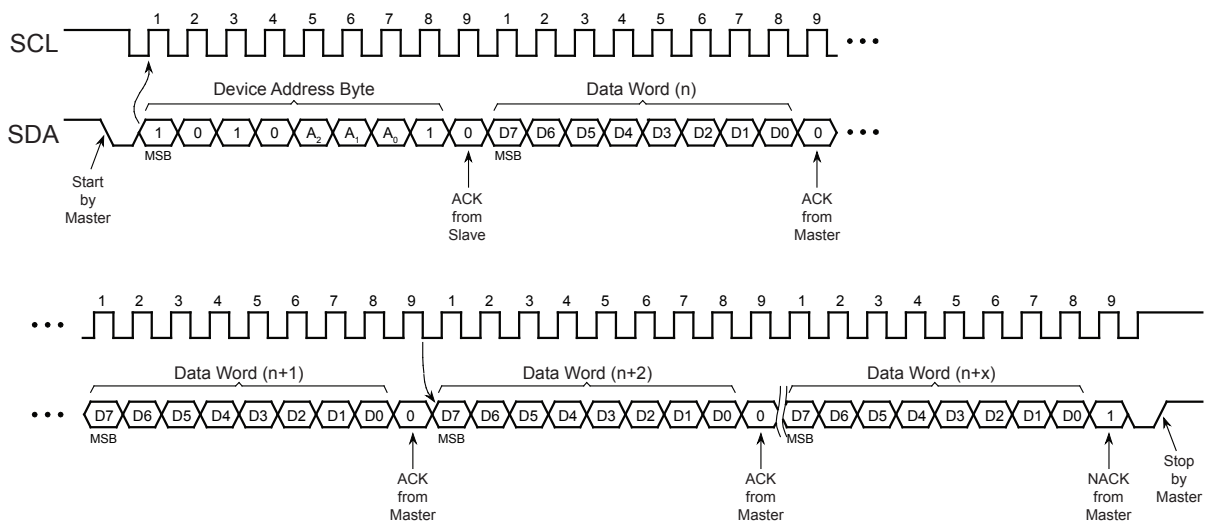 1 2 3 4 5 6 7 8 9 1 2 3 4 5 6 7 8 9
SCL
Device Address Byte Data Word (n)
SDA 1 0 1 0 A2 A1 A0 1 0 D7 D6 D5 D4 D3 D2 D1 D0 0
MSB MSB
Start
by
Master
ACK
from
Slave
ACK
from
Master
1 2 3 4 5 6 7 8 9 1 2 3 4 5 6 7 8 9 1 2 3 4 5 6 7 8 9
Data Word (n+1) Data Word (n+2) Data Word (n+x)
D7 D6 D5 D4 D3 D2 D1 D0 0 D7 D6 D5 D4 D3 D2 D1 D0 0 D7 D6 D5 D4 D3 D2 D1 D0 1
MSB MSB MSB
ACK
from
Master
ACK
from
Master
NACK
from
Master
Stop
by
Master